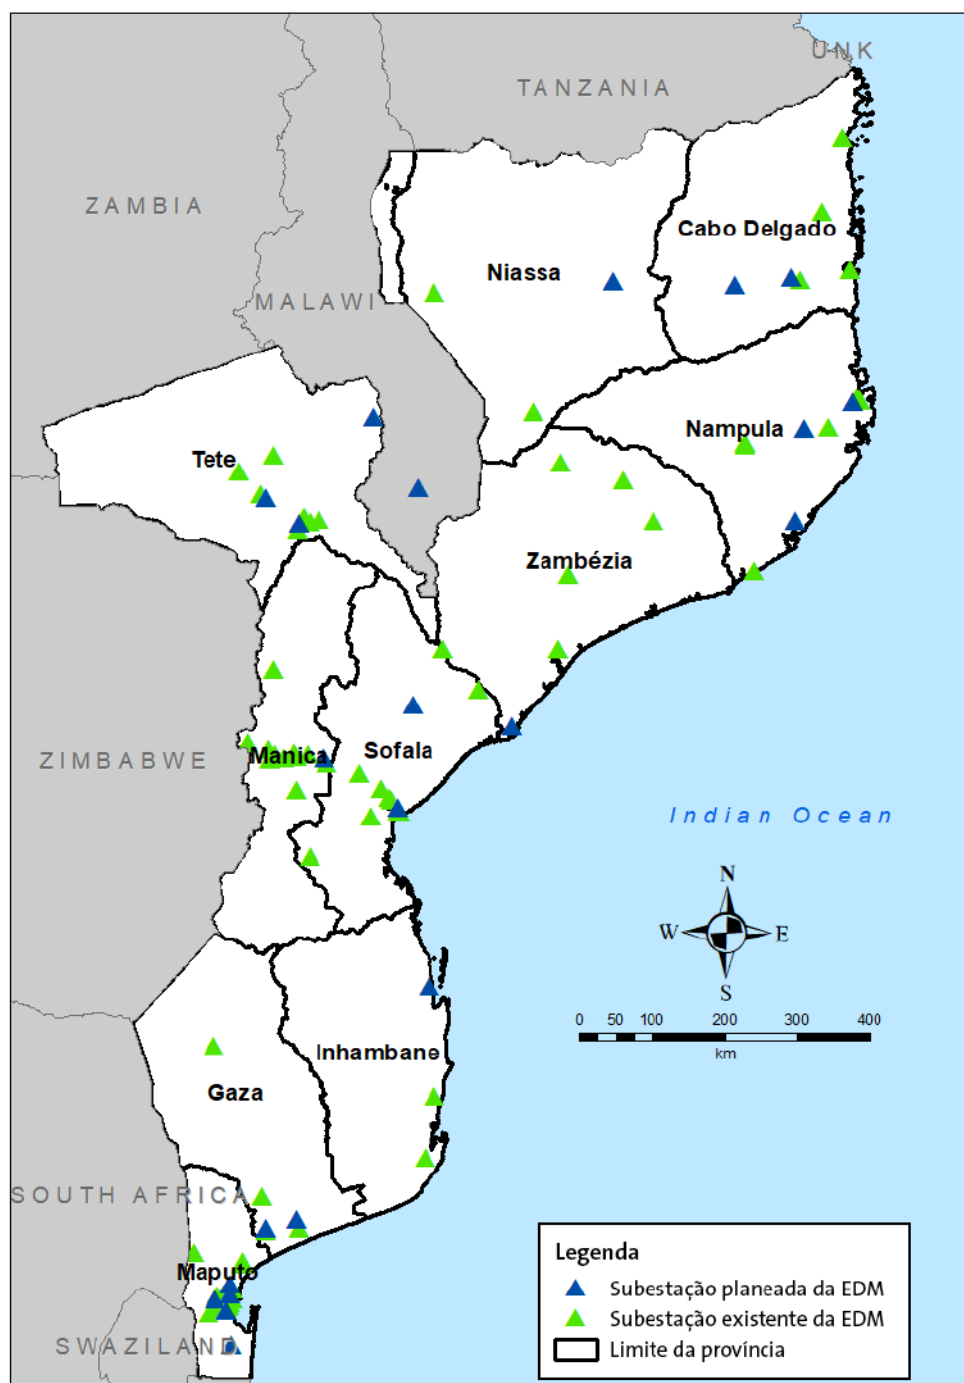 UNK
TANZANIA
ZAMBIA
Cabo Delgado
Niassa
MALAWI
Nampula
Tete
Zambézia
Manica
Sofala
ZIMBABWE
Indian Ocean
N
W E
S
0 50 100 200 300 400
km
Inhambane
Gaza
SOUTH AFRICA
Maputo
SWAZILAND
Legenda
Subestação planeada da EDM
Subestação existente da EDM
Limite da província